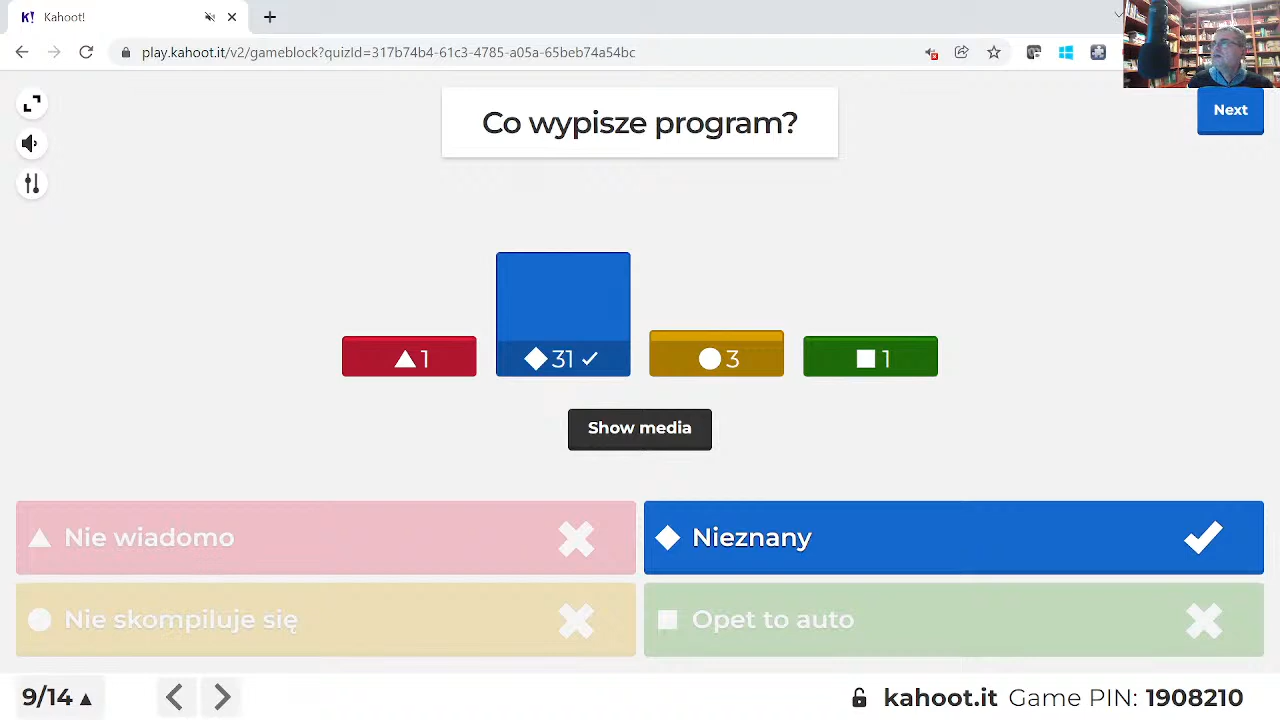 K! Kahoot!
play.kahoot.it/v2/gameblock?quizId=317b74b4-61c3-4785-a05a-65beb74a54bc
Next
Co wypisze program?
1
31
3
1
Show media
Nie wiadomo
Nieznany
Nie skompiluje się
Opet to auto
9/14
kahoot.it Game PIN: 1908210